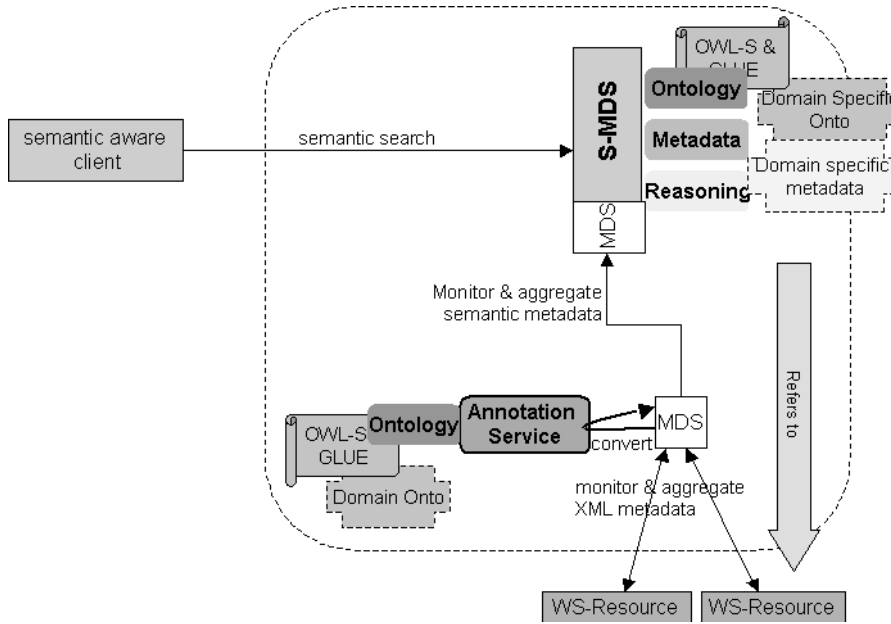 OWL-S &
GLUE
Ontology
Domain Specific
Onto
semantic aware
client
semantic search
S-MDS
Metadata
Domain specific
metadata
Reasoning
MDS
Monitor & aggregate
semantic metadata
Refers to
Annotation
Service
Ontology
OWL-S
GLUE
MDS
convert
Domain Onto
monitor & aggregate
XML metadata
WS-Resource
WS-Resource